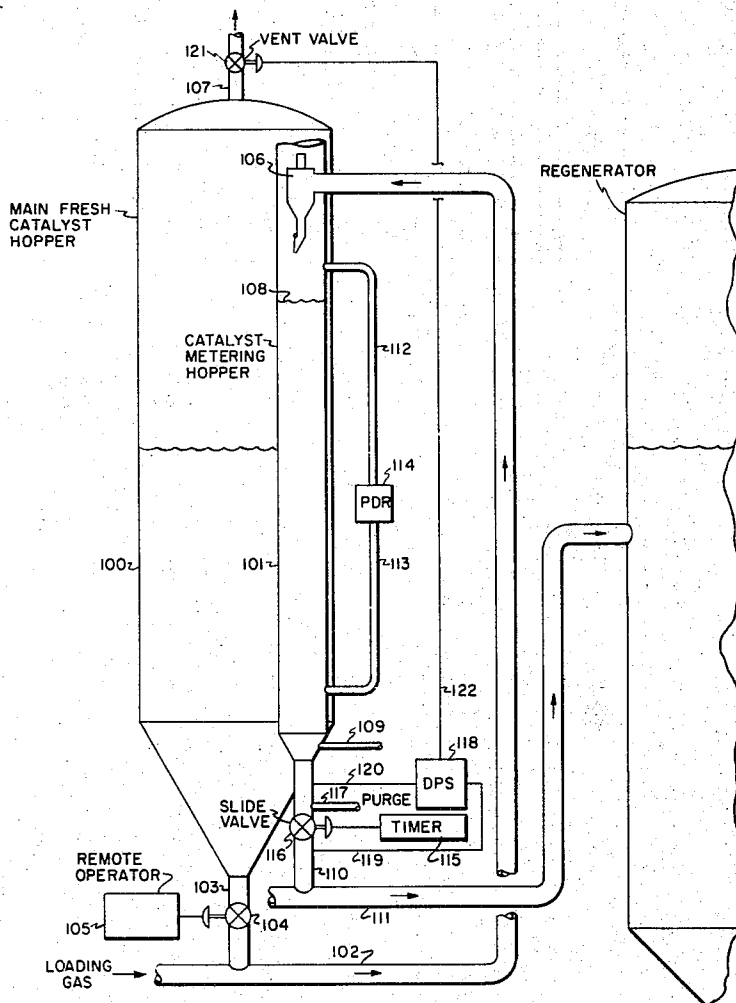 121
VENT VALVE
107
106
REGENERATOR
MAIN FRESH
CATALYST
HOPPER
108
CATALYST
METERING
HOPPER
112
114
PDR
100
101
113
122
109
118
120
DPS
117
PURGE
SLIDE
VALVE
TIMER
116
119
115
REMOTE
OPERATOR
103
110
105
104
111
LOADING
GAS
102